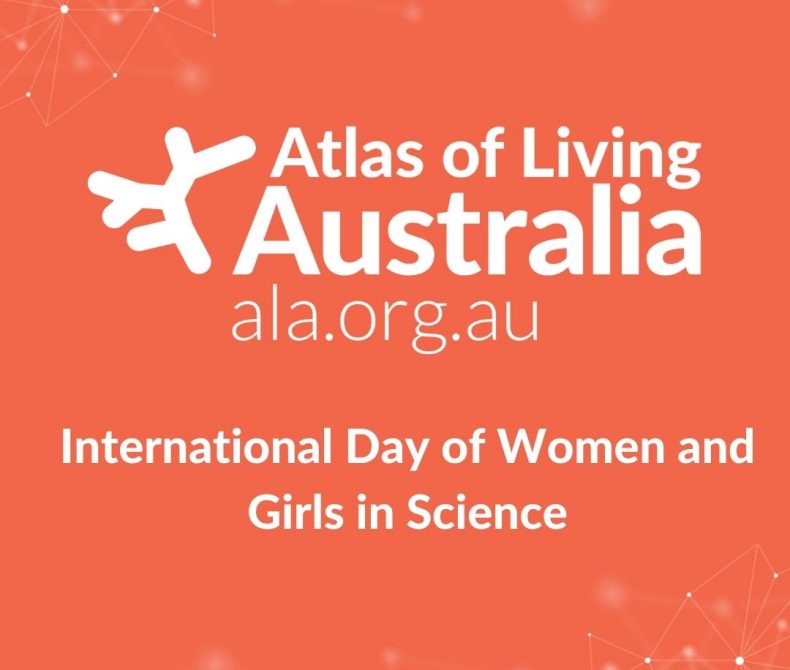 Atlas of Living
Australia
ala.org.au
International Day of Women and
Girls in Science